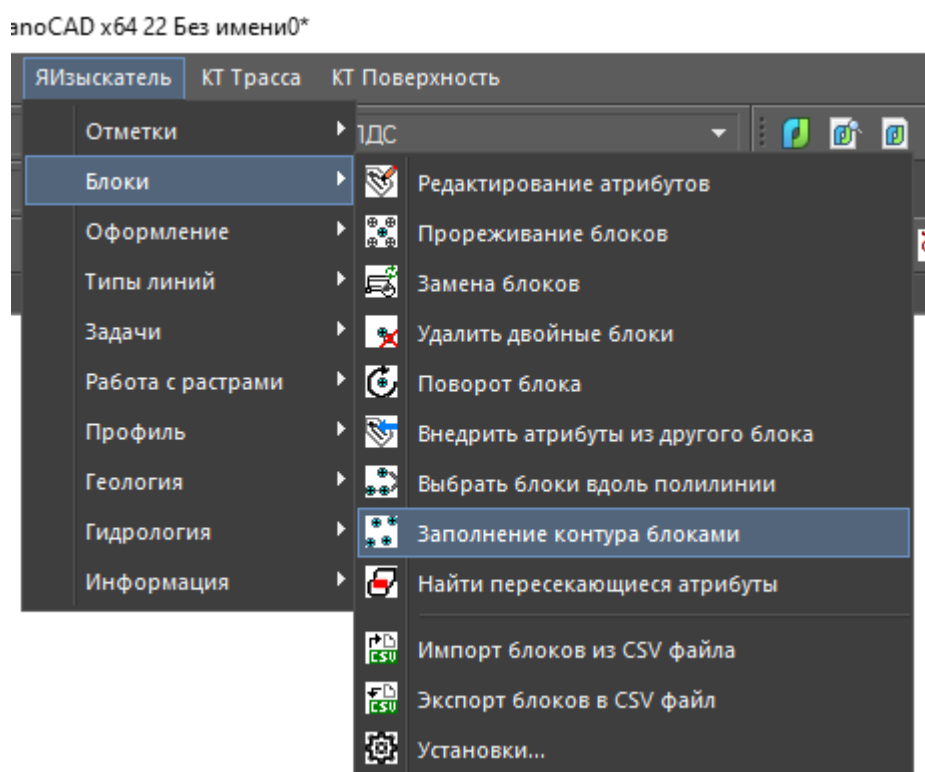 anoCAD x64 22 Без имени0*
ЯИзыскатель КТ Трасса КТ Поверхность
Отметки
Блоки
Оформление
Типы линий
Задачи
Работа с растрами
Профиль
Геология
Гидрология
Информация
ПДС
Редактирование атрибутов
Прореживание блоков
Замена блоков
Удалить двойные блоки
Поворот блока
Внедрить атрибуты из другого блока
Выбрать блоки вдоль полилинии
Заполнение контура блоками
Найти пересекающиеся атрибуты
CSV Импорт блоков из CSV файла
CSV Экспорт блоков в CSV файл
Установки...